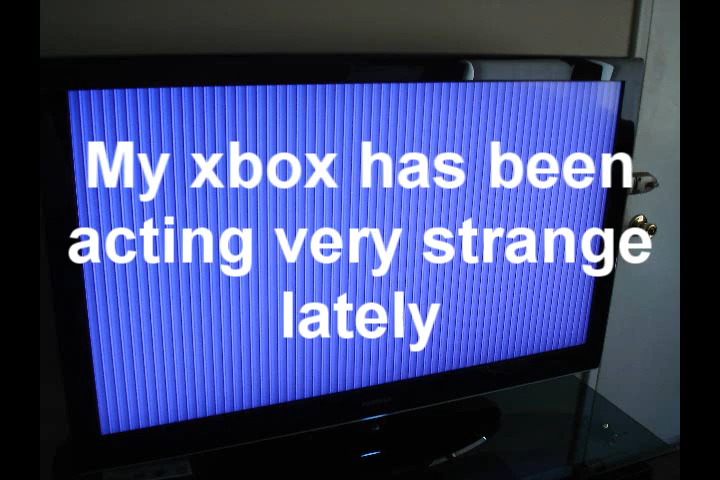 My xbox has been
acting very strange
lately